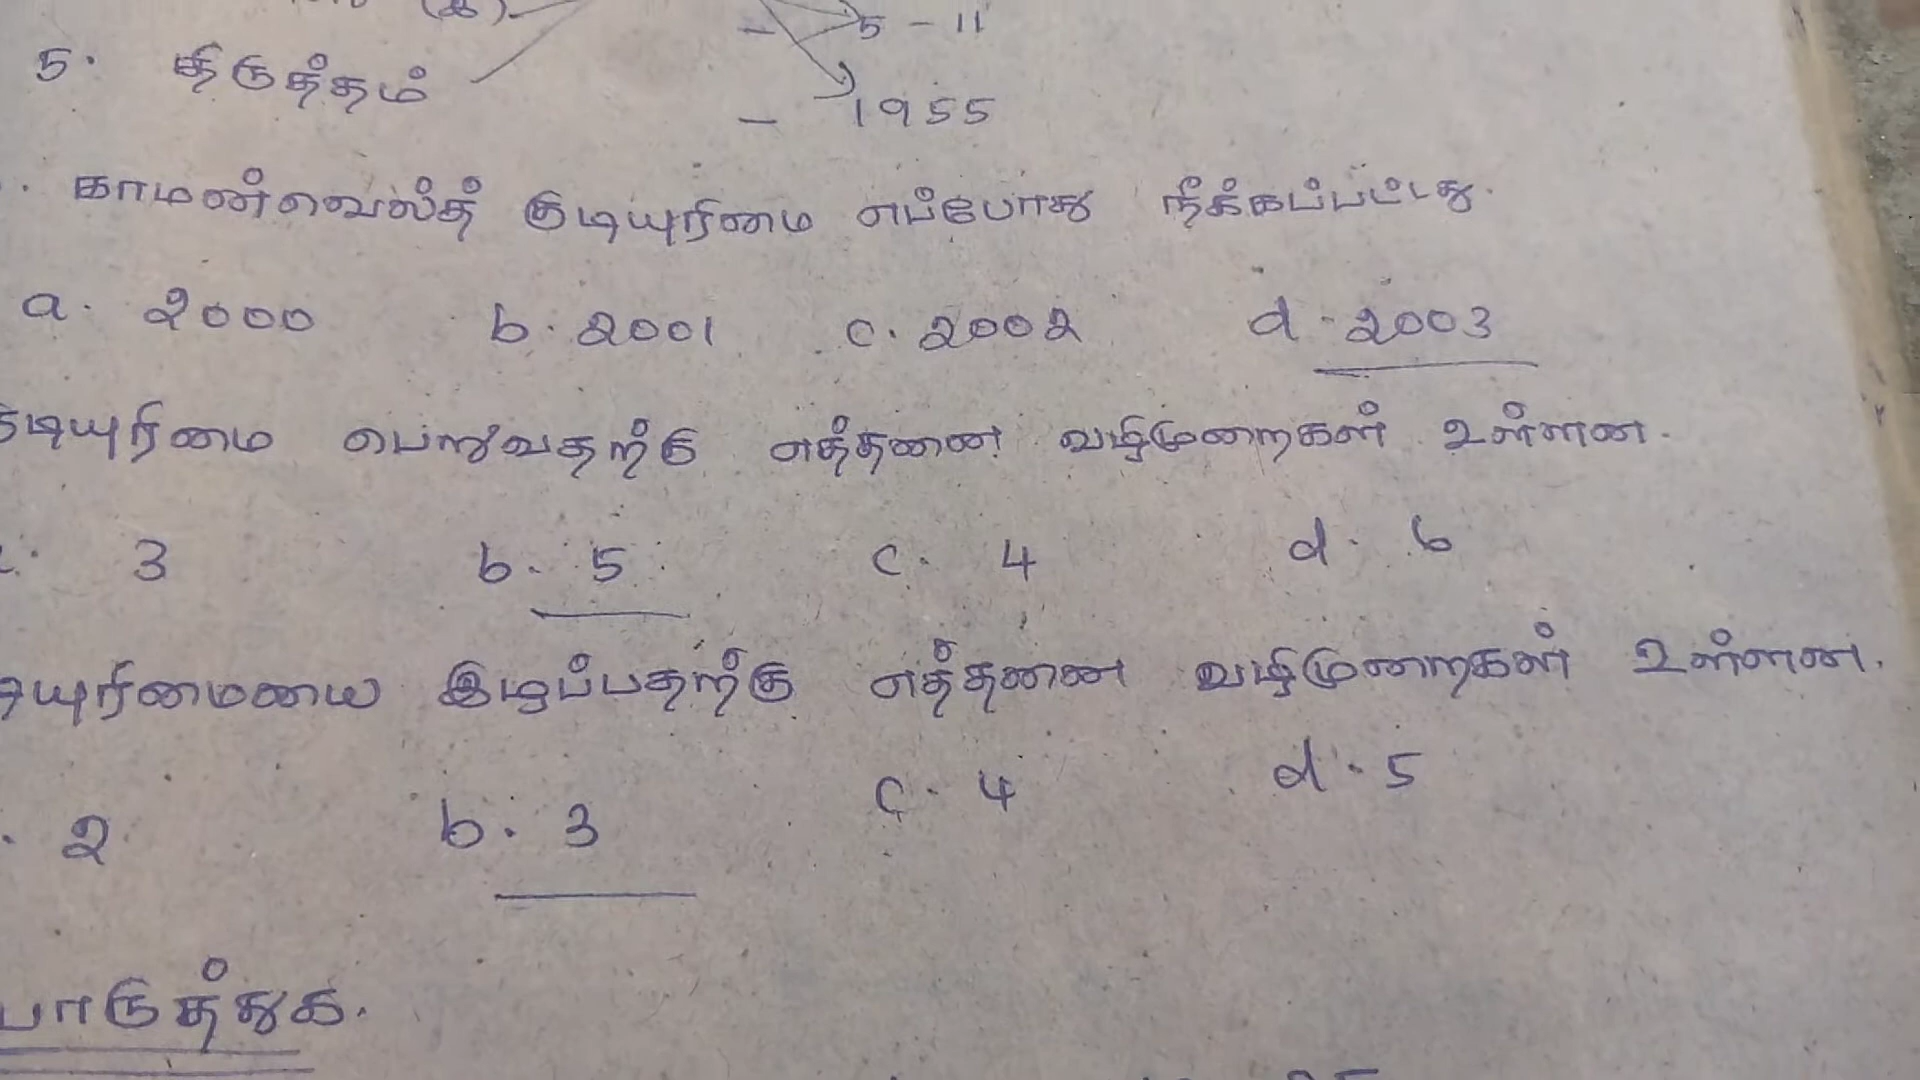 (ஆ) - 5 - 11
5. திருத்தம் - 1955
காமன்வெல்த் குடியுரிமை எப்போது நீக்கப்பட்டது.
a. 2000 b. 2001 c. 2002 d. 2003
குடியுரிமை பெறுவதற்கு எத்தனை வழிமுறைகள் உள்ளன.
3 b. 5 c. 4 d. 6
யுரிமையை இழப்பதற்கு எத்தனை வழிமுறைகள் உள்ளன.
2 b. 3 c. 4 d. 5
பொருத்துக.